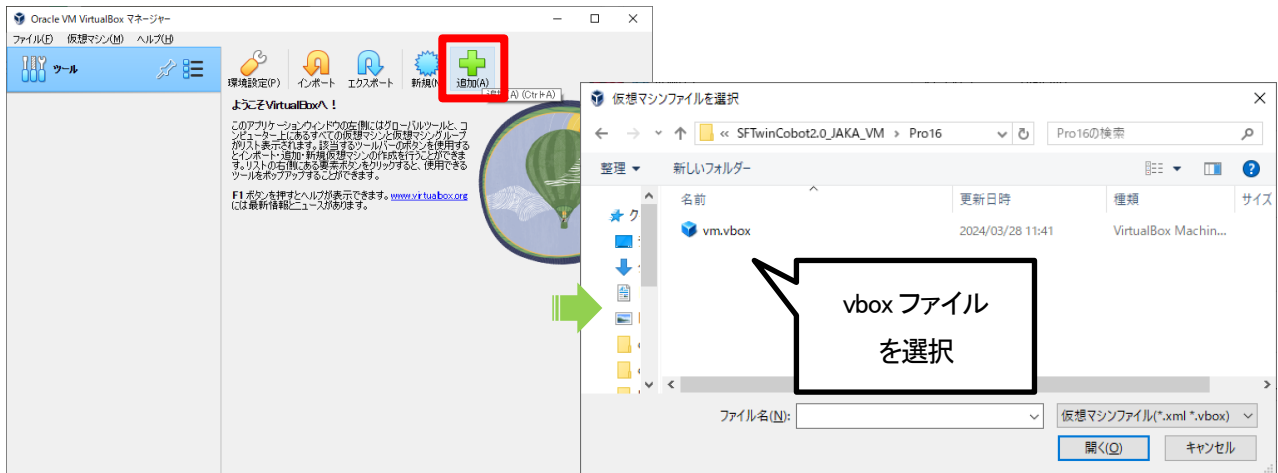 Oracle VM VirtualBox マネージャー
ファイル(F) 仮想マシン(M) ヘルプ(H)
ツール
環境設定(P) インポート エクスポート 新規(N) 追加(A)
(A) (Ctrl+A)
ようこそVirtualBoxへ！
このアプリケーションウィンドウの左側にはグローバルツールと、コ
ンピューター上にあるすべての仮想マシンと仮想マシングループ
がリスト表示されます。該当するツールバーのボタンを使用する
とインポート・追加・新規仮想マシンの作成を行うことができま
す。リストの右側にある要素ボタンをクリックすると、使用できる
ツールをポップアップすることができます。
F1 ボタンを押すとヘルプが表示できます。www.virtualbox.org
には最新情報とニュースがあります。
仮想マシンファイルを選択
« SFTwinCobot2.0_JAKA_VM › Pro16
Pro16の検索
整理 新しいフォルダー
名前 更新日時 種類 サイズ
ク
vm.vbox 2024/03/28 11:41 VirtualBox Machin...
vbox ファイル
を選択
ファイル名(N): 仮想マシンファイル(*.xml *.vbox)
開く(O) キャンセル